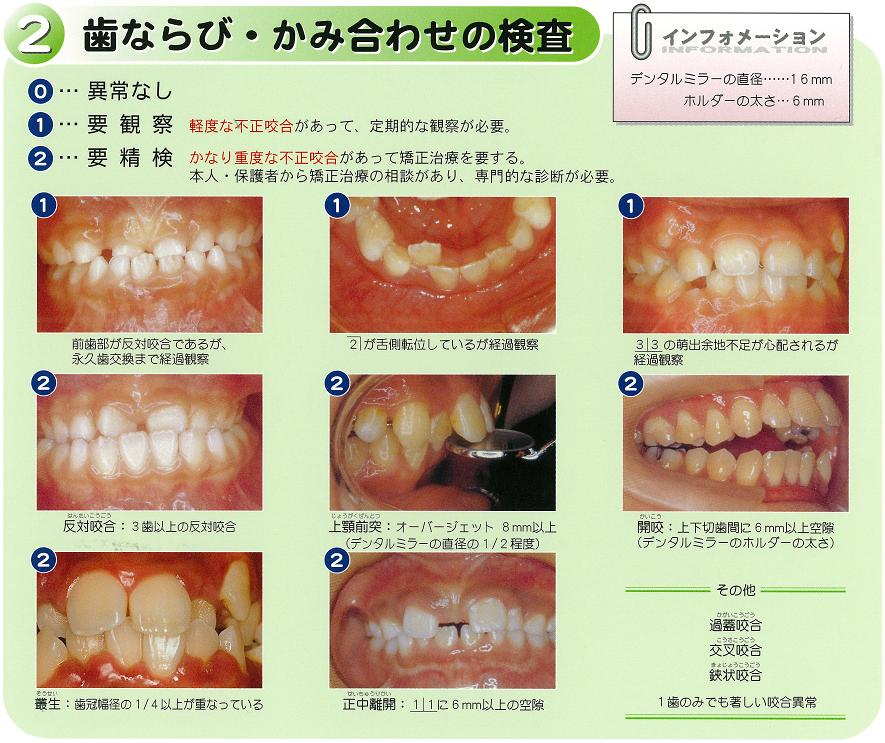 2 歯ならび・かみ合わせの検査
インフォメーション
INFORMATION
デンタルミラーの直径……16mm
ホルダーの太さ…6mm
0 … 異常なし
1 … 要観察 軽度な不正咬合があって、定期的な観察が必要。
2 … 要精検 かなり重度な不正咬合があって矯正治療を要する。
本人・保護者から矯正治療の相談があり、専門的な診断が必要。
1
前歯部が反対咬合であるが、
永久歯交換まで経過観察
1
2|が舌側転位しているが経過観察
1
3|3の萌出余地不足が心配されるが
経過観察
2
はんたいこうごう
反対咬合：3歯以上の反対咬合
2
じょうがくぜんとつ
上顎前突：オーバージェット 8mm以上
（デンタルミラーの直径の1/2程度）
2
かいこう
開咬：上下切歯間に6mm以上空隙
（デンタルミラーのホルダーの太さ）
2
そうせい
叢生：歯冠幅径の1/4以上が重なっている
2
せいちゅうりかい
正中離開：1|1に6mm以上の空隙
その他
かがいこうごう
過蓋咬合
こうさこうごう
交叉咬合
きょじょうこうごう
鋏状咬合
1歯のみでも著しい咬合異常